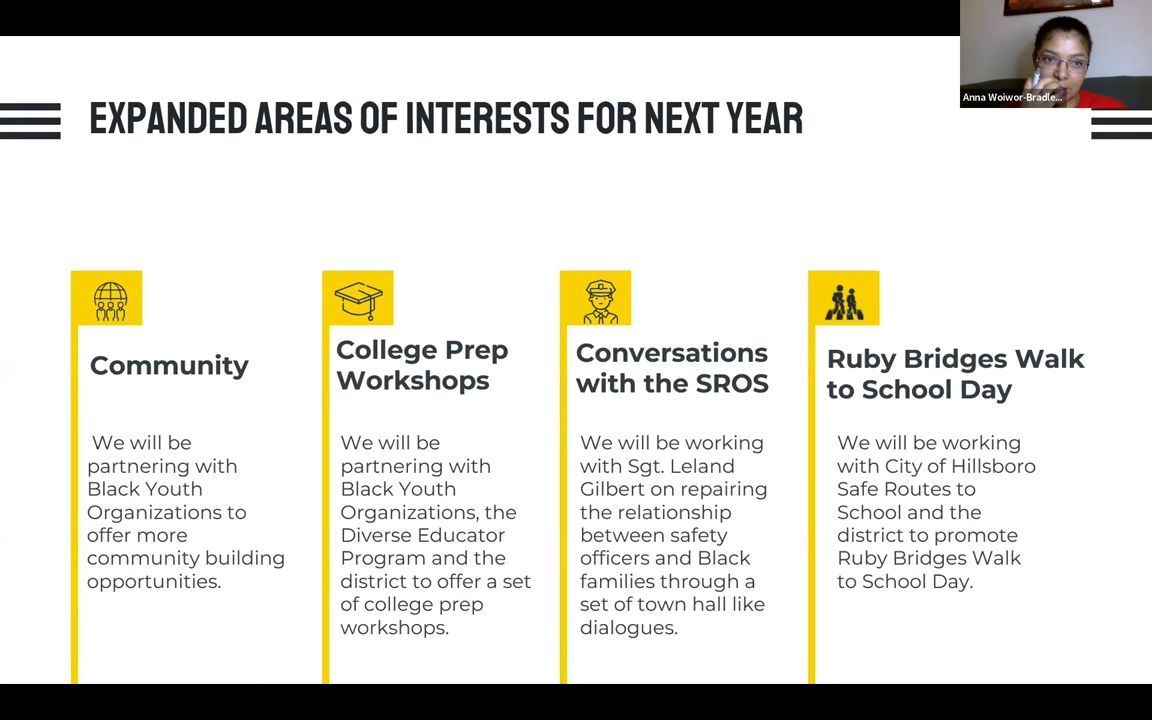 Anna Woiwor-Bradle...
EXPANDED AREAS OF INTERESTS FOR NEXT YEAR
Community
We will be
partnering with
Black Youth
Organizations to
offer more
community building
opportunities.
College Prep
Workshops
We will be
partnering with
Black Youth
Organizations, the
Diverse Educator
Program and the
district to offer a set
of college prep
workshops.
Conversations
with the SROS
We will be working
with Sgt. Leland
Gilbert on repairing
the relationship
between safety
officers and Black
families through a
set of town hall like
dialogues.
Ruby Bridges Walk
to School Day
We will be working
with City of Hillsboro
Safe Routes to
School and the
district to promote
Ruby Bridges Walk
to School Day.